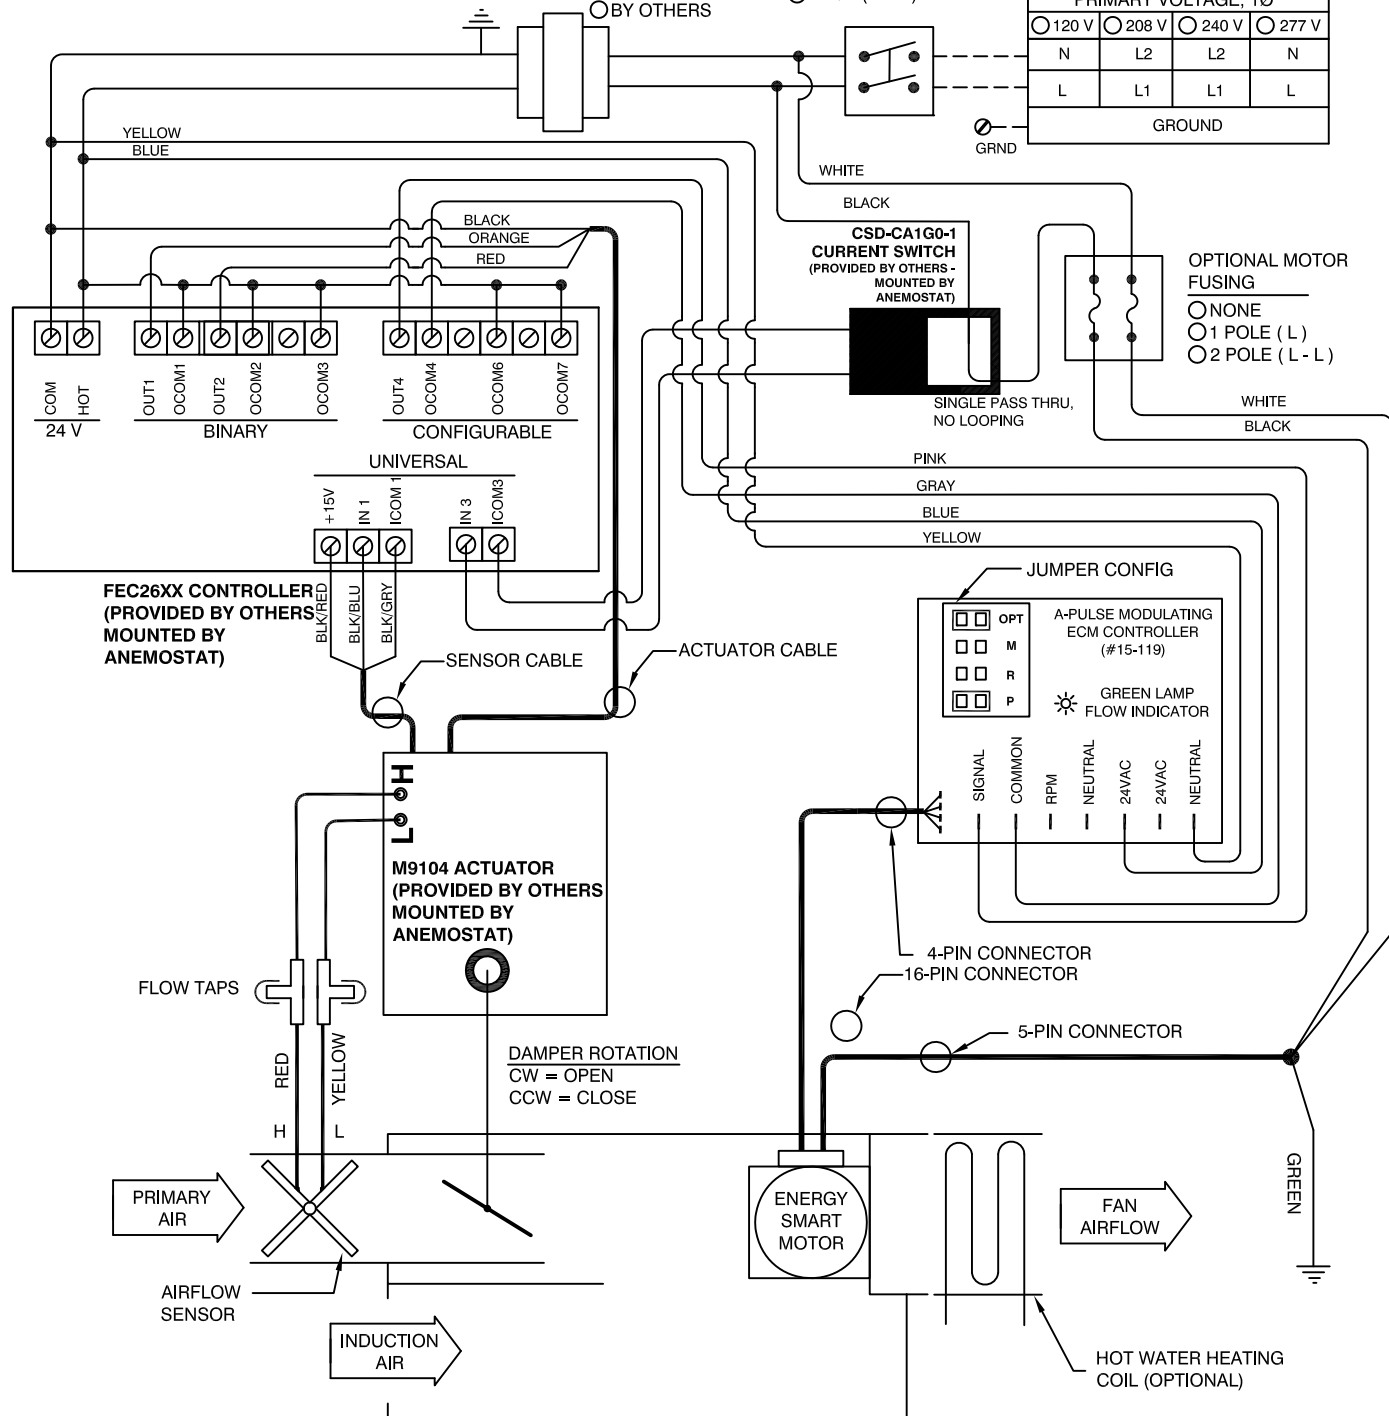 BY OTHERS
PRIMARY VOLTAGE, 1Ø
120 V 208 V 240 V 277 V
N L2 L2 N
L L1 L1 L
GROUND
GRND
YELLOW
BLUE
WHITE
BLACK
BLACK
ORANGE
RED
CSD-CA1G0-1
CURRENT SWITCH
(PROVIDED BY OTHERS -
MOUNTED BY
ANEMOSTAT)
OPTIONAL MOTOR
FUSING
NONE
1 POLE ( L )
2 POLE ( L - L )
COM
HOT
OUT1
OCOM1
OUT2
OCOM2
OCOM3
OUT4
OCOM4
OCOM6
OCOM7
24 V
BINARY
CONFIGURABLE
SINGLE PASS THRU,
NO LOOPING
WHITE
BLACK
UNIVERSAL
+15V
IN 1
ICOM 1
IN 3
ICOM3
PINK
GRAY
BLUE
YELLOW
FEC26XX CONTROLLER
(PROVIDED BY OTHERS
MOUNTED BY
ANEMOSTAT)
BLK/RED
BLK/BLU
BLK/GRY
SENSOR CABLE
ACTUATOR CABLE
JUMPER CONFIG
OPT
M
R
P
A-PULSE MODULATING
ECM CONTROLLER
(#15-119)
GREEN LAMP
FLOW INDICATOR
SIGNAL
COMMON
RPM
NEUTRAL
24VAC
24VAC
NEUTRAL
H
L
M9104 ACTUATOR
(PROVIDED BY OTHERS
MOUNTED BY
ANEMOSTAT)
4-PIN CONNECTOR
16-PIN CONNECTOR
5-PIN CONNECTOR
FLOW TAPS
RED
YELLOW
H
L
DAMPER ROTATION
CW = OPEN
CCW = CLOSE
PRIMARY
AIR
AIRFLOW
SENSOR
INDUCTION
AIR
ENERGY
SMART
MOTOR
FAN
AIRFLOW
GREEN
HOT WATER HEATING
COIL (OPTIONAL)